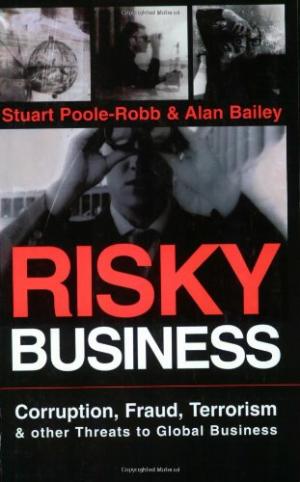 Stuart Poole-Robb & Alan Bailey
RISKY
BUSINESS
Corruption, Fraud, Terrorism
& other Threats to Global Business